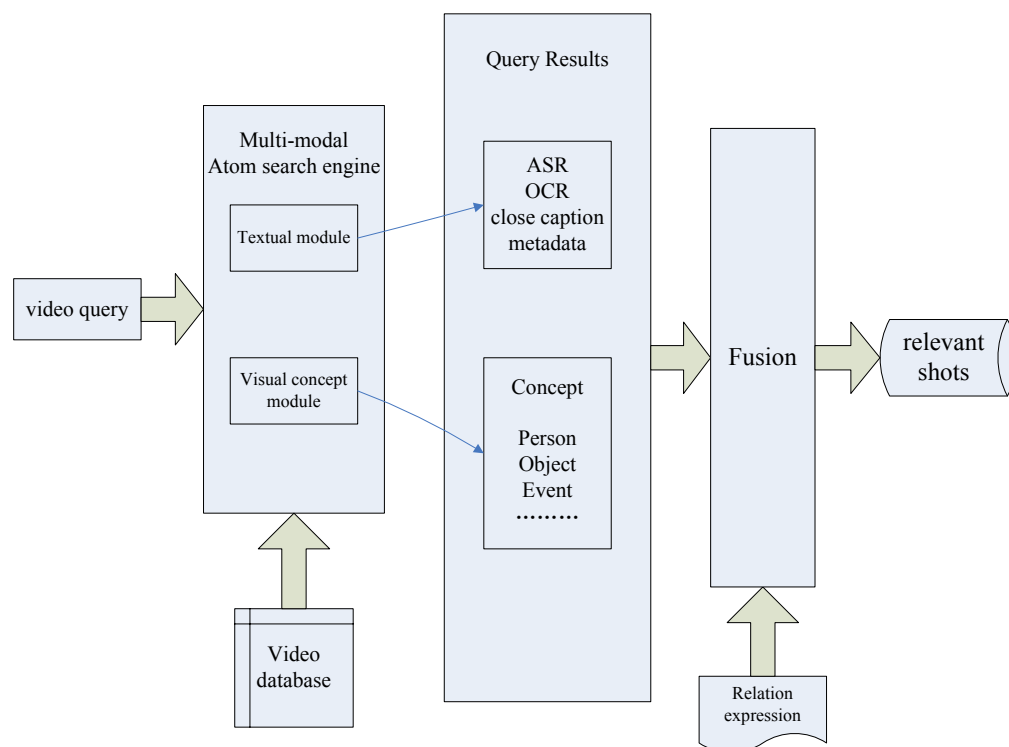 video query
Multi-modal
Atom search engine
Textual module
Visual concept
module
Video
database
Query Results
ASR
OCR
close caption
metadata
Concept
Person
Object
Event
………
Fusion
Relation
expression
relevant
shots